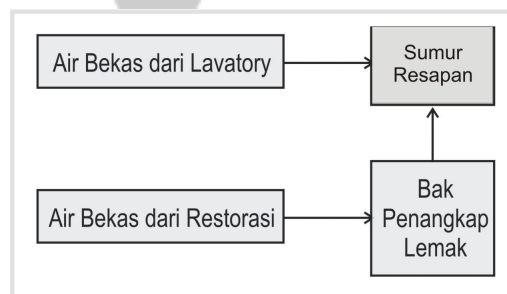 Air Bekas dari Lavatory
Sumur
Resapan
Air Bekas dari Restorasi
Bak
Penangkap
Lemak